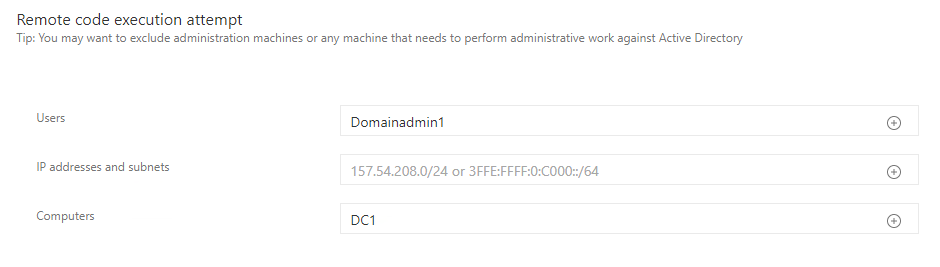 Remote code execution attempt
Tip: You may want to exclude administration machines or any machine that needs to perform administrative work against Active Directory
Users
Domainadmin1
IP addresses and subnets
157.54.208.0/24 or 3FFE:FFFF:0:C000::/64
Computers
DC1